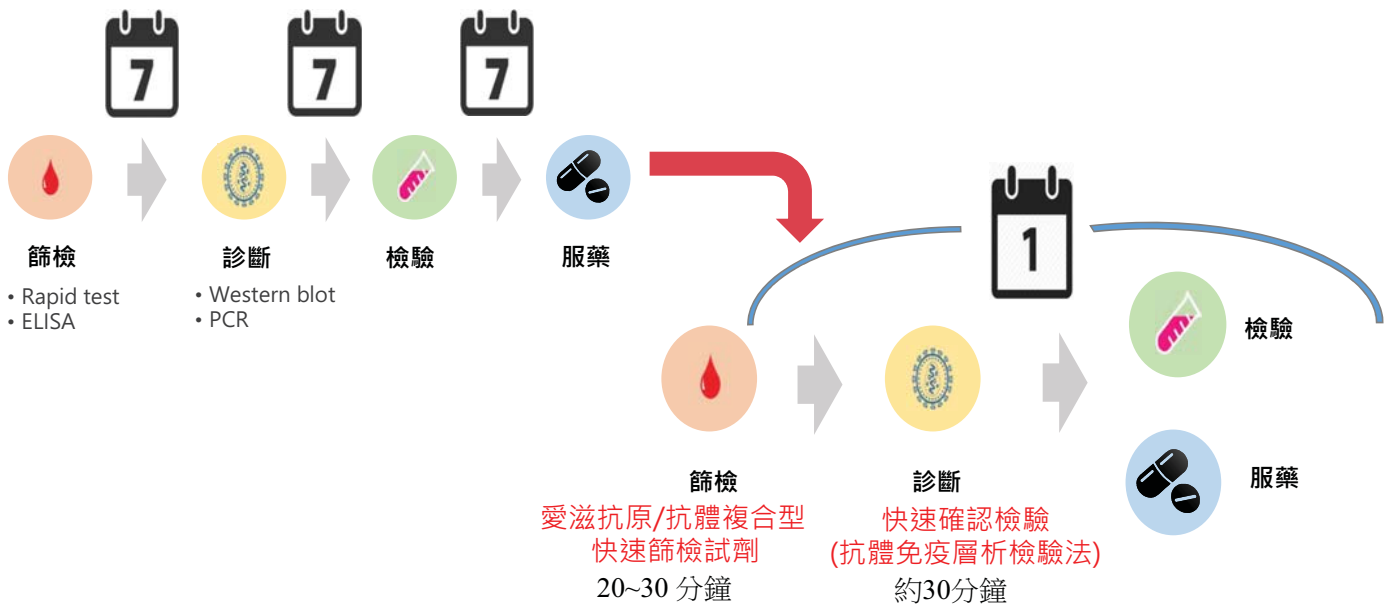 7
7
7
篩檢
診斷
檢驗
服藥
• Rapid test
• ELISA
• Western blot
• PCR
1
檢驗
服藥
篩檢
愛滋抗原/抗體複合型
快速篩檢試劑
20~30 分鐘
診斷
快速確認檢驗
(抗體免疫層析檢驗法)
約30分鐘